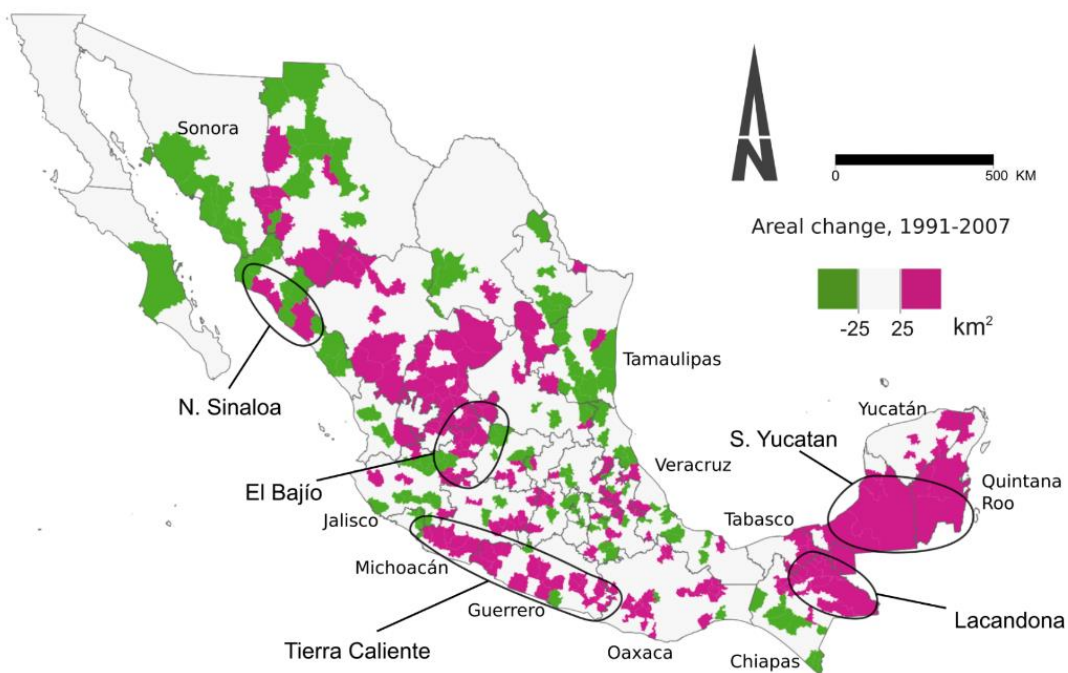 Sonora
N
0 500 KM
Areal change, 1991-2007
-25 25 km²
Tamaulipas
N. Sinaloa
Yucatán
S. Yucatan
Veracruz
El Bajío
Quintana
Roo
Tabasco
Jalisco
Michoacán
Guerrero
Lacandona
Tierra Caliente
Oaxaca
Chiapas